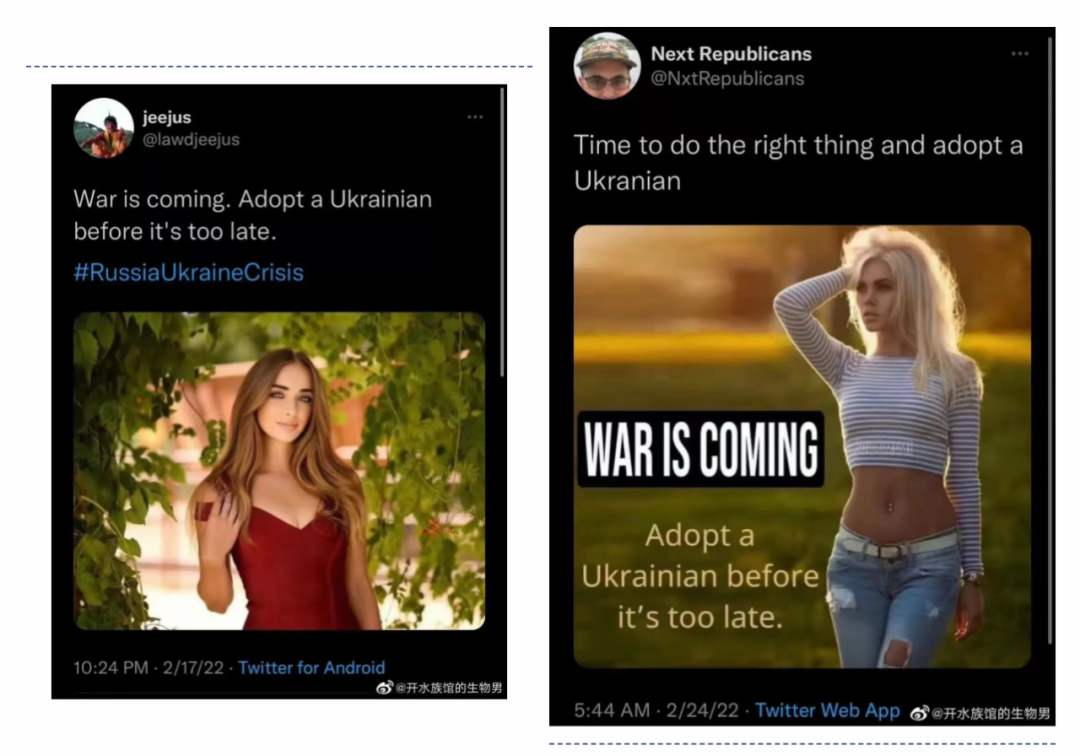 jeejus
@lawdjeejus
War is coming. Adopt a Ukrainian
before it's too late.
#RussiaUkraineCrisis
10:24 PM · 2/17/22 · Twitter for Android
@开水族馆的生物男
Next Republicans
@NxtRepublicans
Time to do the right thing and adopt a
Ukranian
WAR IS COMING
Adopt a
Ukrainian before
it's too late.
5:44 AM · 2/24/22 · Twitter Web App
@开水族馆的生物男